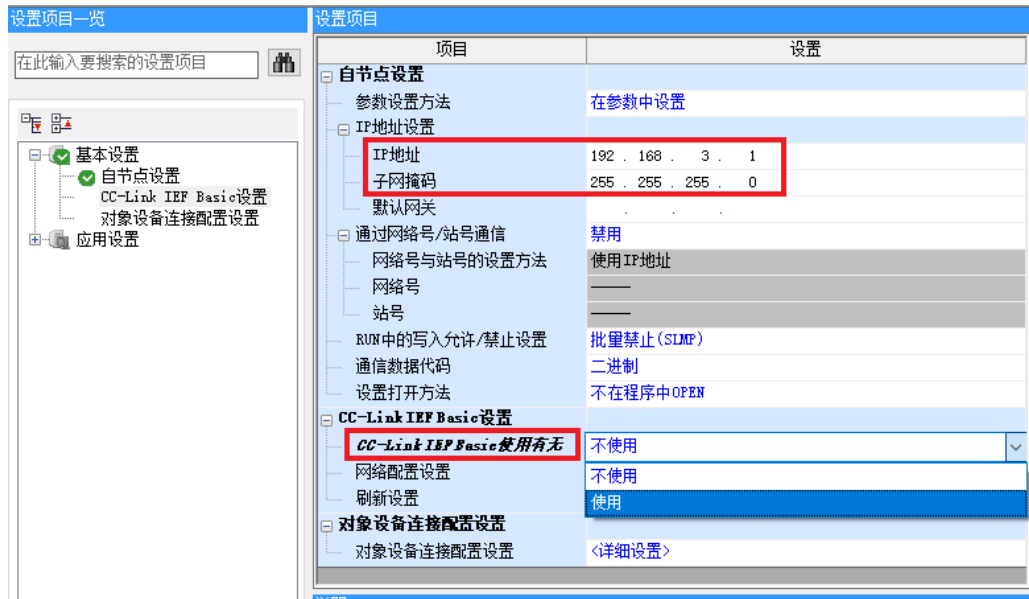 设置项目一览
在此输入要搜索的设置项目
基本设置
自节点设置
CC-Link IEF Basic设置
对象设备连接配置设置
应用设置
设置项目
项目 设置
自节点设置
参数设置方法 在参数中设置
IP地址设置
IP地址 192 . 168 . 3 . 1
子网掩码 255 . 255 . 255 . 0
默认网关 . . .
通过网络号/站号通信 禁用
网络号与站号的设置方法 使用IP地址
网络号
站号
RUN中的写入允许/禁止设置 批量禁止(SLMP)
通信数据代码 二进制
设置打开方法 不在程序中OPEN
CC-Link IEF Basic设置
CC-Link IEF Basic使用有无 不使用
网络配置设置 不使用
刷新设置 使用
对象设备连接配置设置
对象设备连接配置设置 <详细设置>